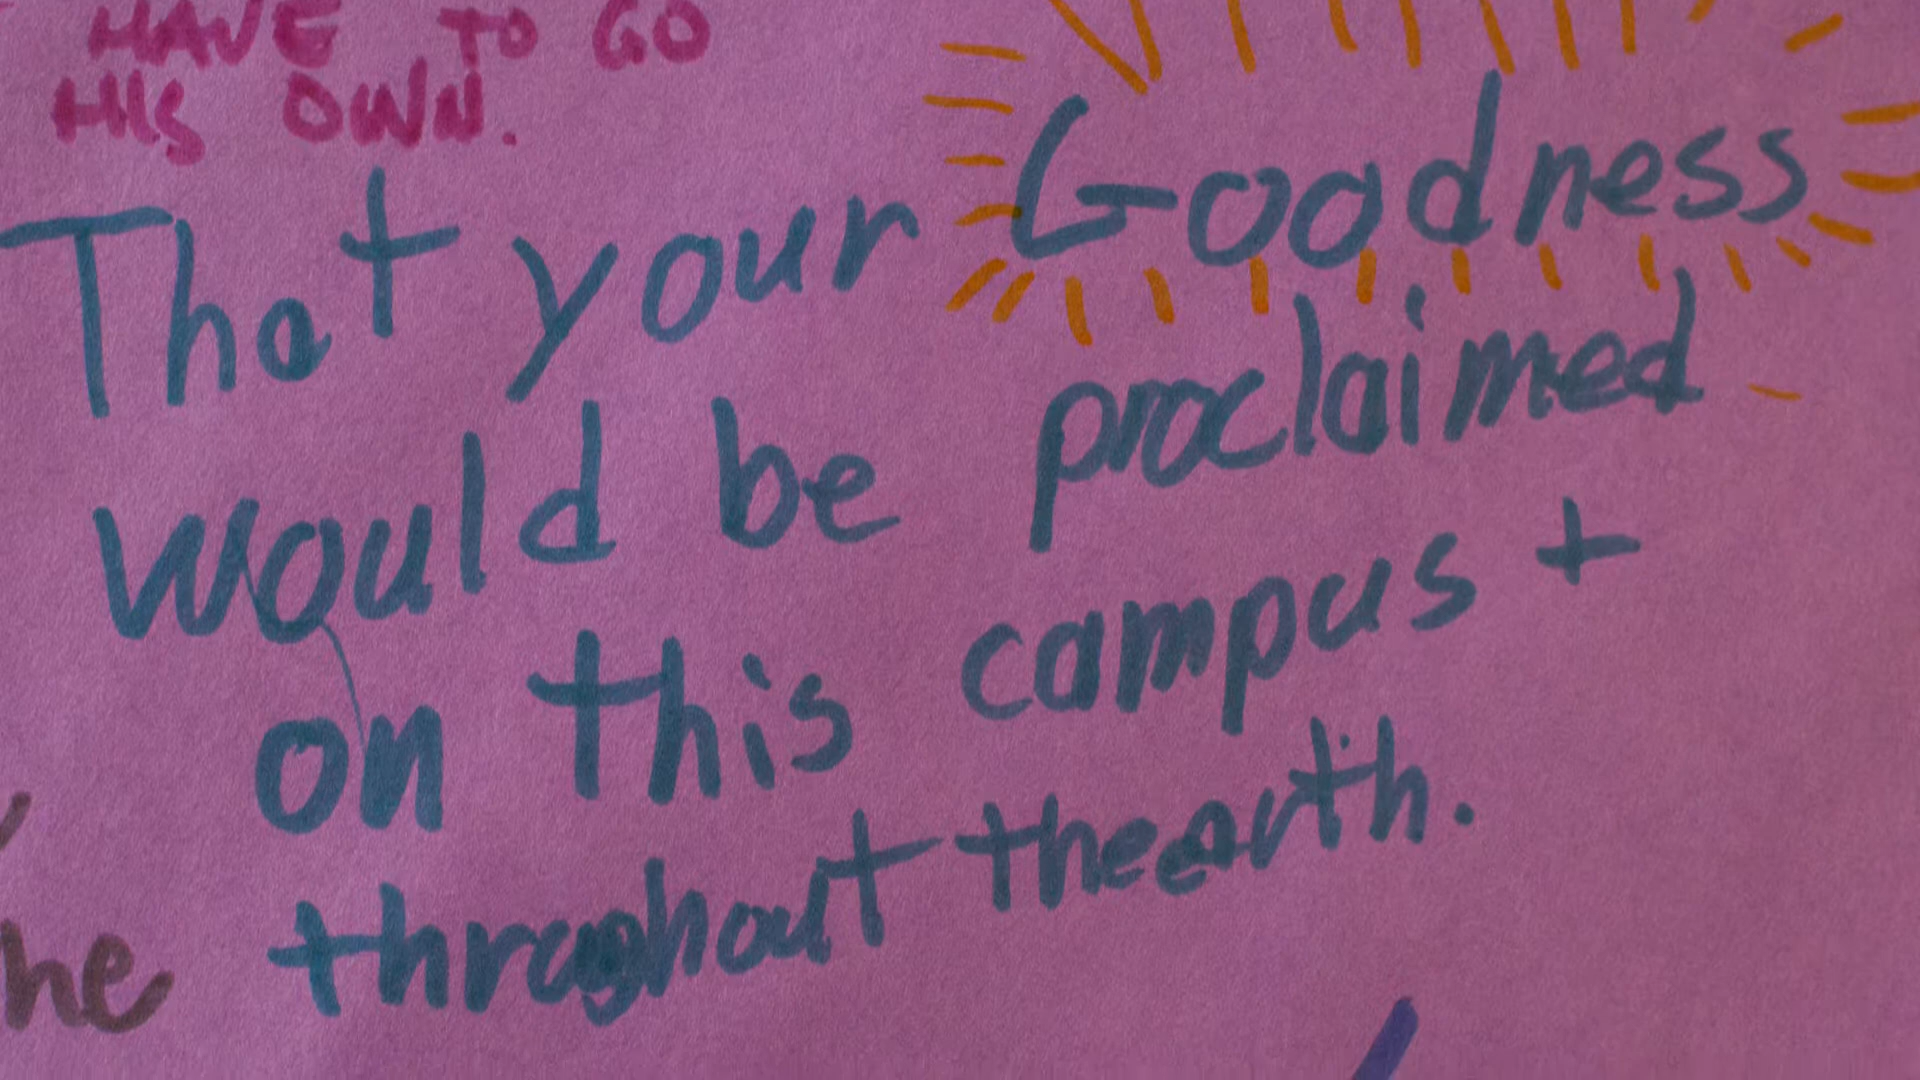 HAVE TO GO
HIS OWN.
That your Goodness
would be proclaimed
on this campus +
throughout the earth.
he